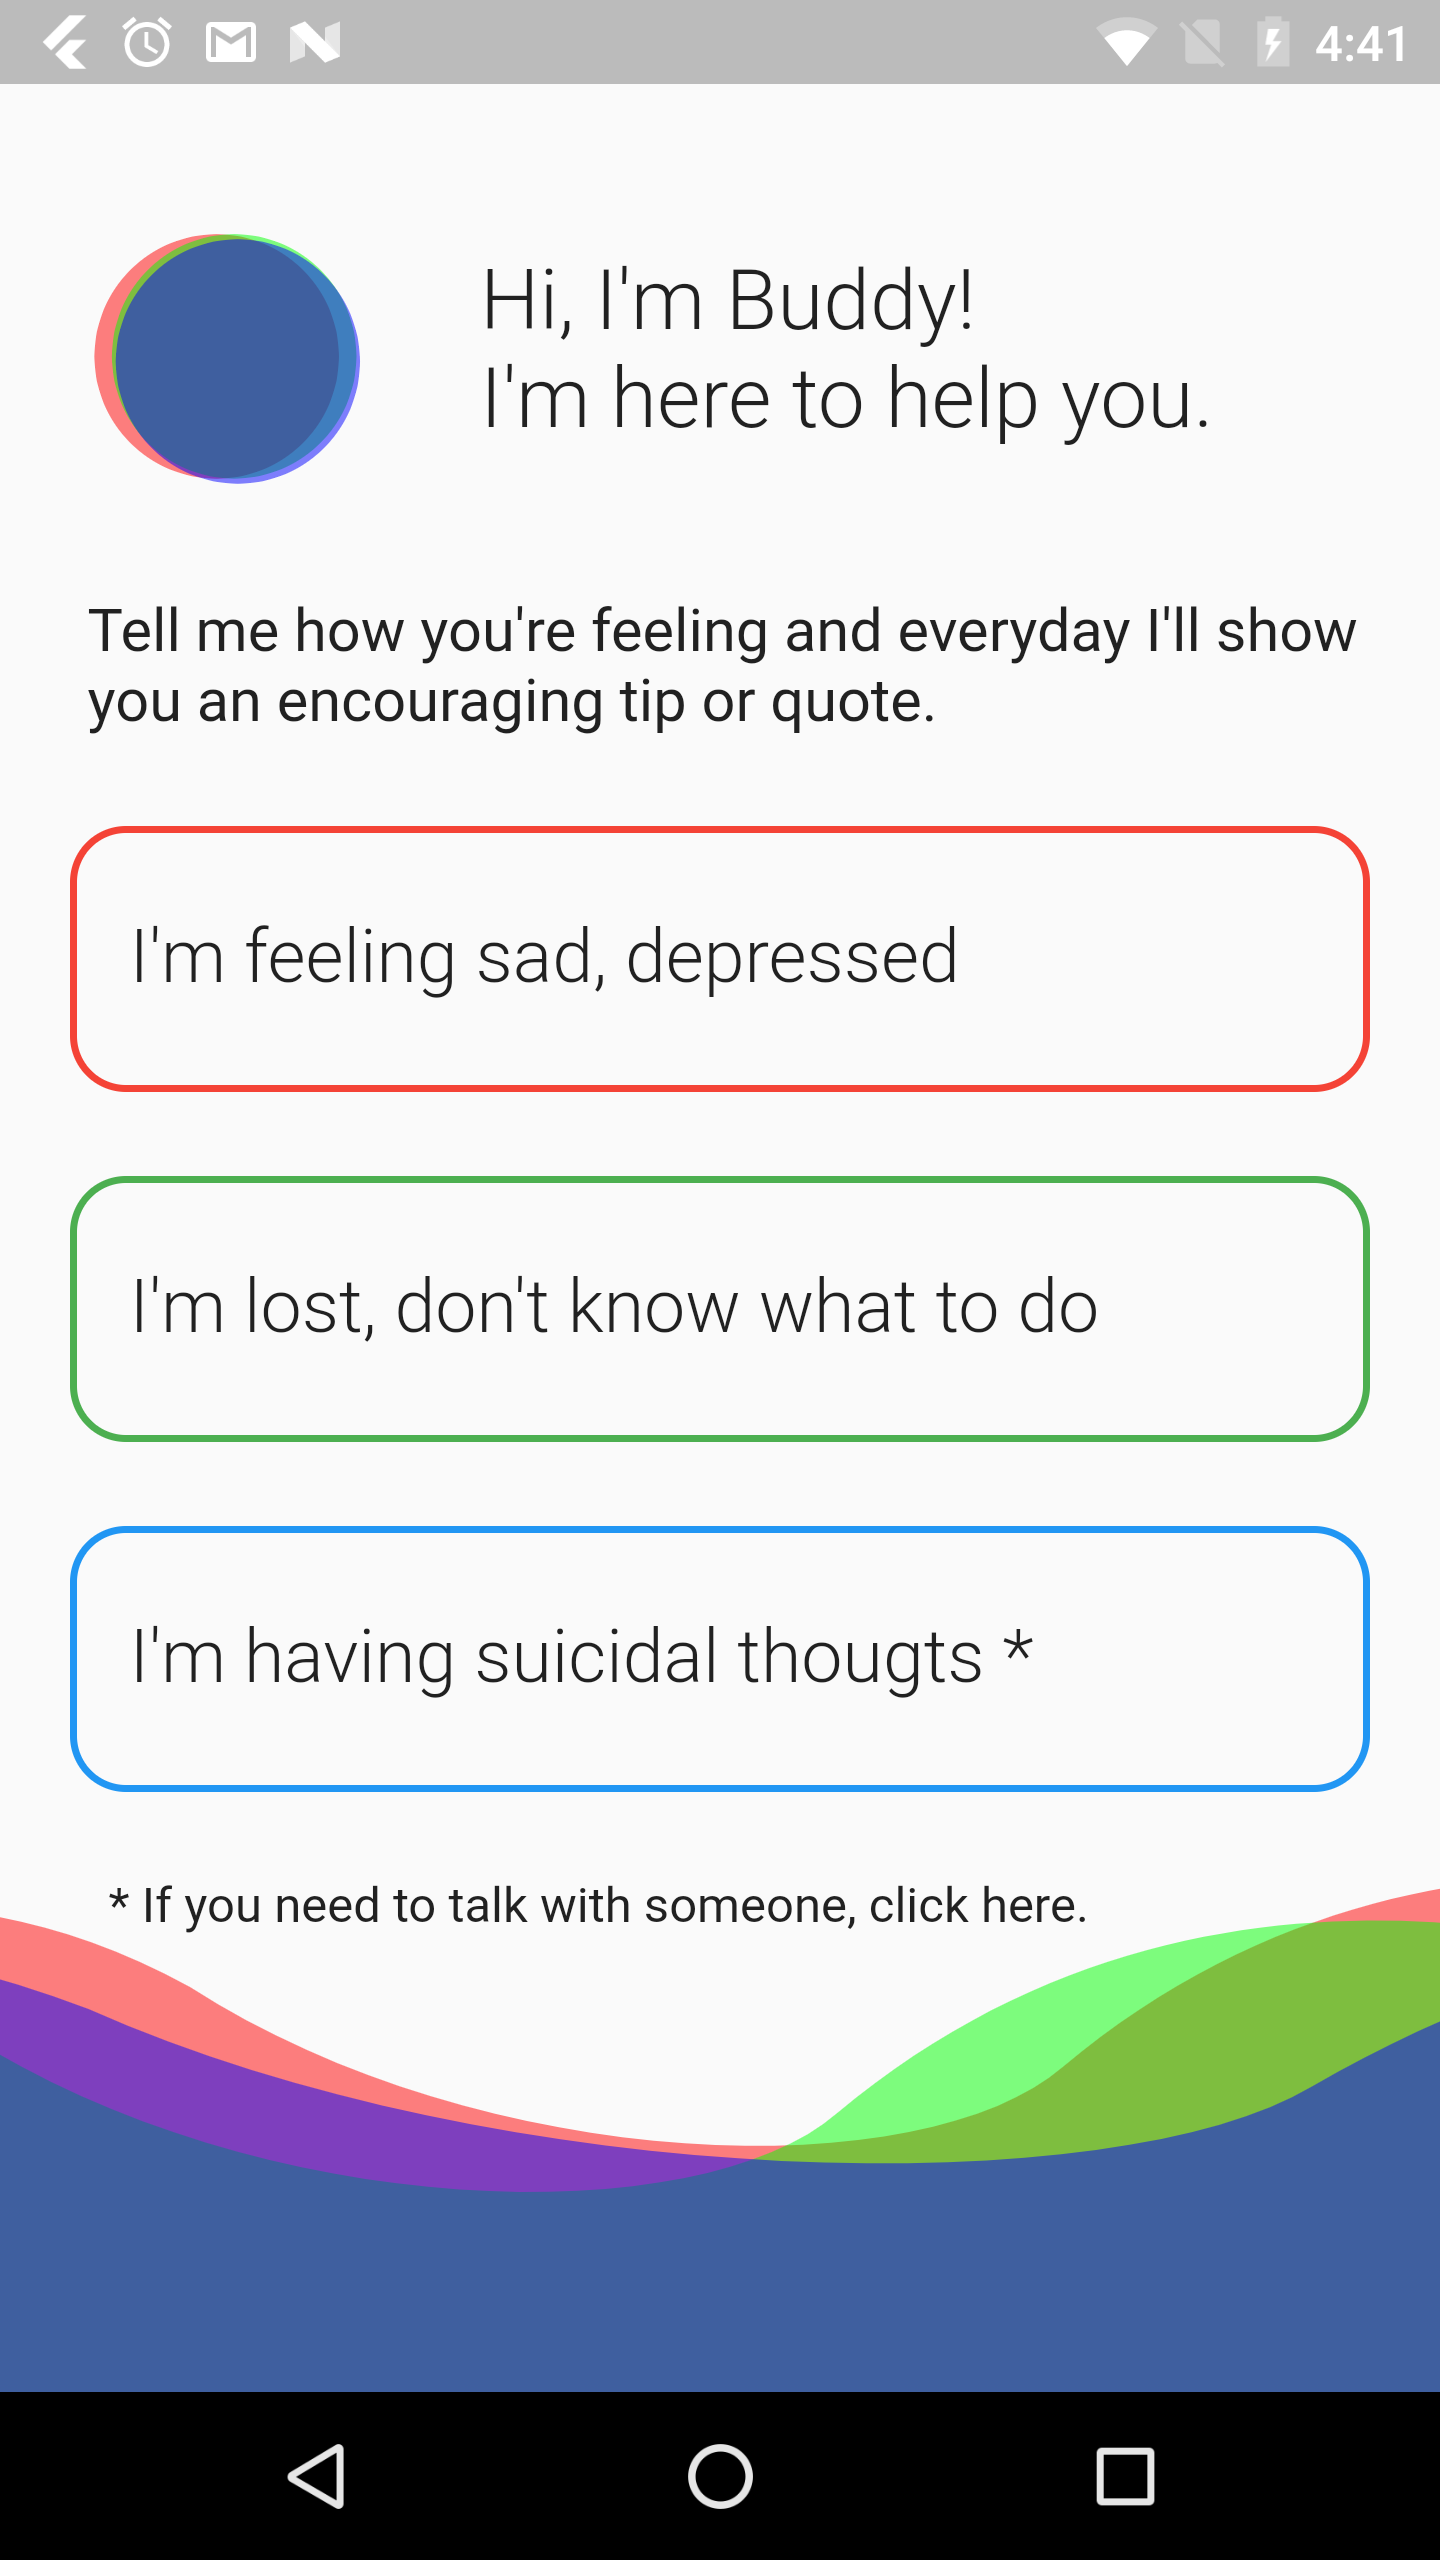 4:41
Hi, I'm Buddy!
I'm here to help you.
Tell me how you're feeling and everyday I'll show
you an encouraging tip or quote.
I'm feeling sad, depressed
I'm lost, don't know what to do
I'm having suicidal thougts *
* If you need to talk with someone, click here.